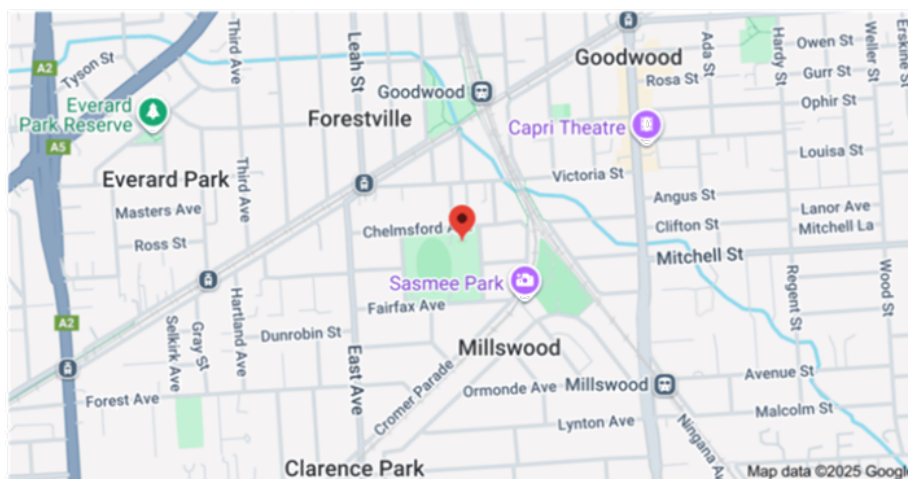 Goodwood
Owen St
Hardy St
Weller St
Erskine St
Ada St
Third Ave
Leah St
A2
Tyson St
Rosa St
Gurr St
Goodwood
Everard
Park Reserve
Forestville
Ophir St
Capri Theatre
A5
Louisa St
Third Ave
Everard Park
Victoria St
Angus St
Masters Ave
Lanor Ave
Clifton St
Mitchell La
Chelmsford A
Ross St
Mitchell St
Sasmee Park
Regent St
Wood St
Hartland Ave
Fairfax Ave
A2
Dunrobin St
Selkirk Ave
Gray St
East Ave
Millswood
Cromer Parade
Avenue St
Ormonde Ave
Millswood
Forest Ave
Malcolm St
Lynton Ave
Ningana Av
Clarence Park
Map data ©2025 Google